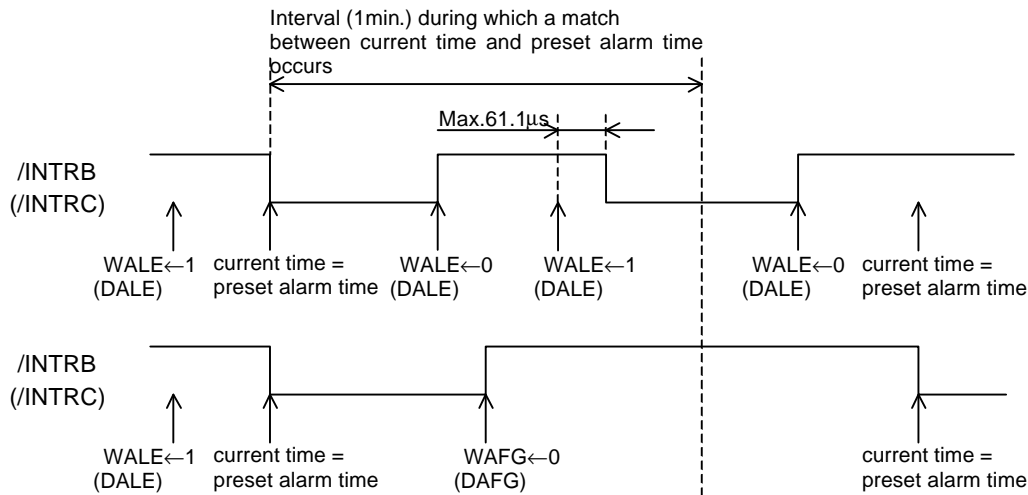 Interval (1min.) during which a match
between current time and preset alarm time
occurs
Max.61.1μs
/INTRB
(/INTRC)
WALE←1
(DALE)
current time =
preset alarm time
WALE←0
(DALE)
WALE←1
(DALE)
WALE←0
(DALE)
current time =
preset alarm time
/INTRB
(/INTRC)
WALE←1
(DALE)
current time =
preset alarm time
WAFG←0
(DAFG)
current time =
preset alarm time